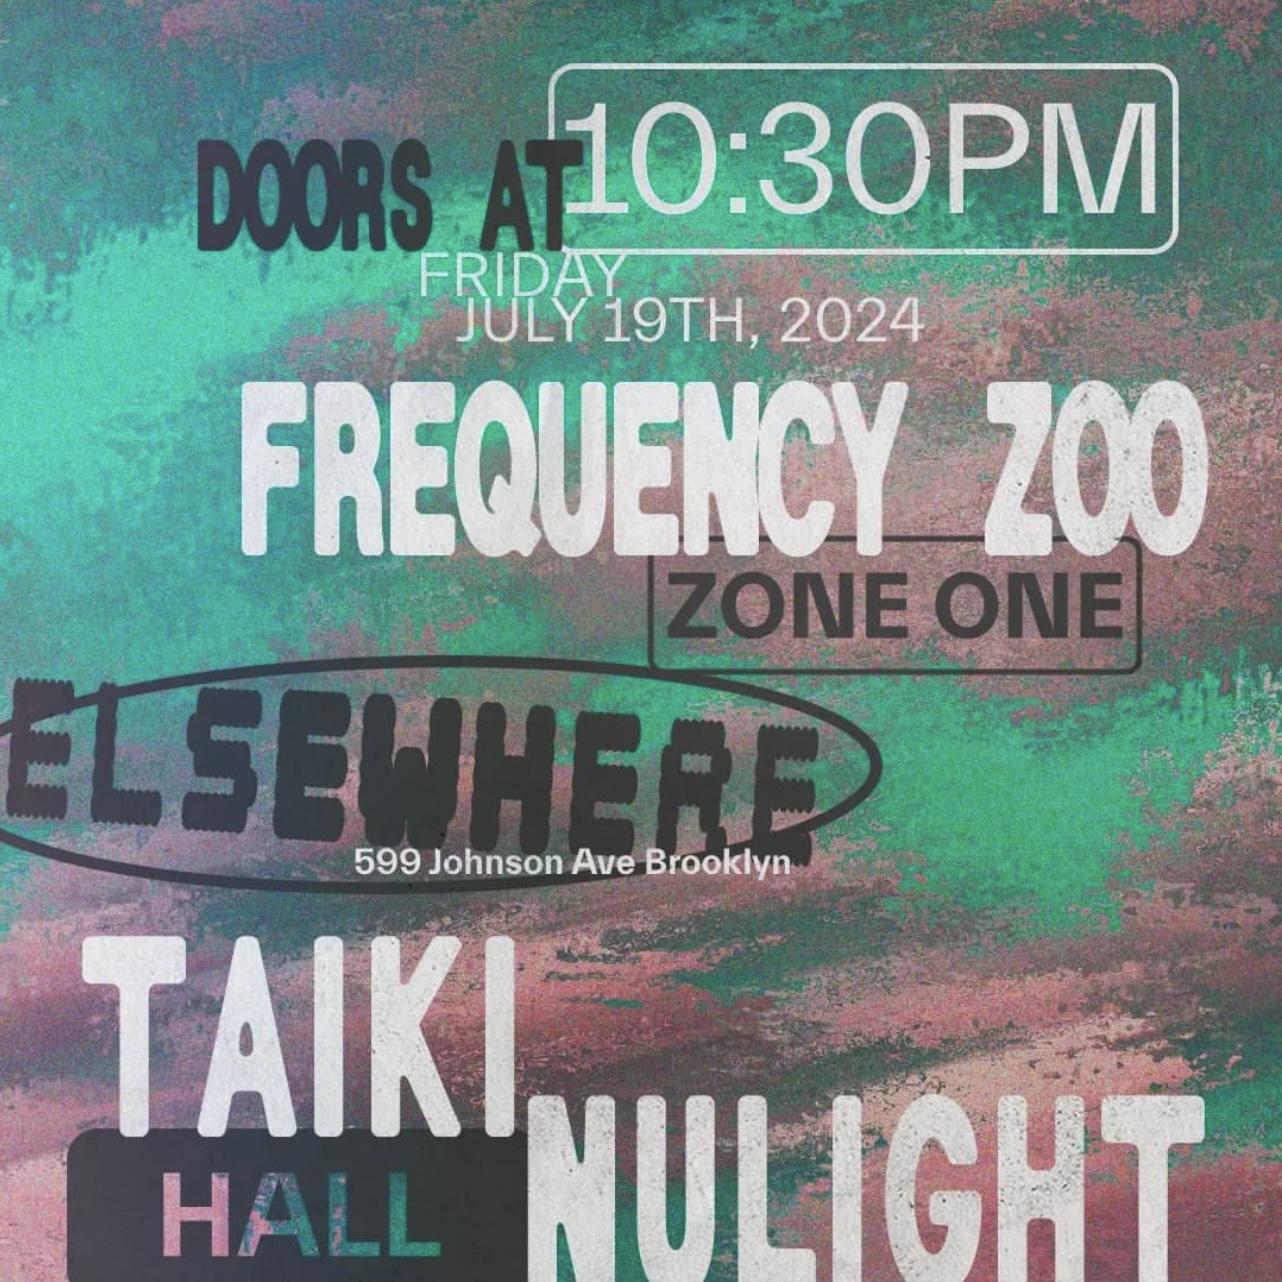 DOORS AT 10:30PM
FRIDAY
JULY 19TH, 2024
FREQUENCY ZOO
ZONE ONE
ELSEWHERE
599 Johnson Ave Brooklyn
TAIKI
NULIGHT
HALL